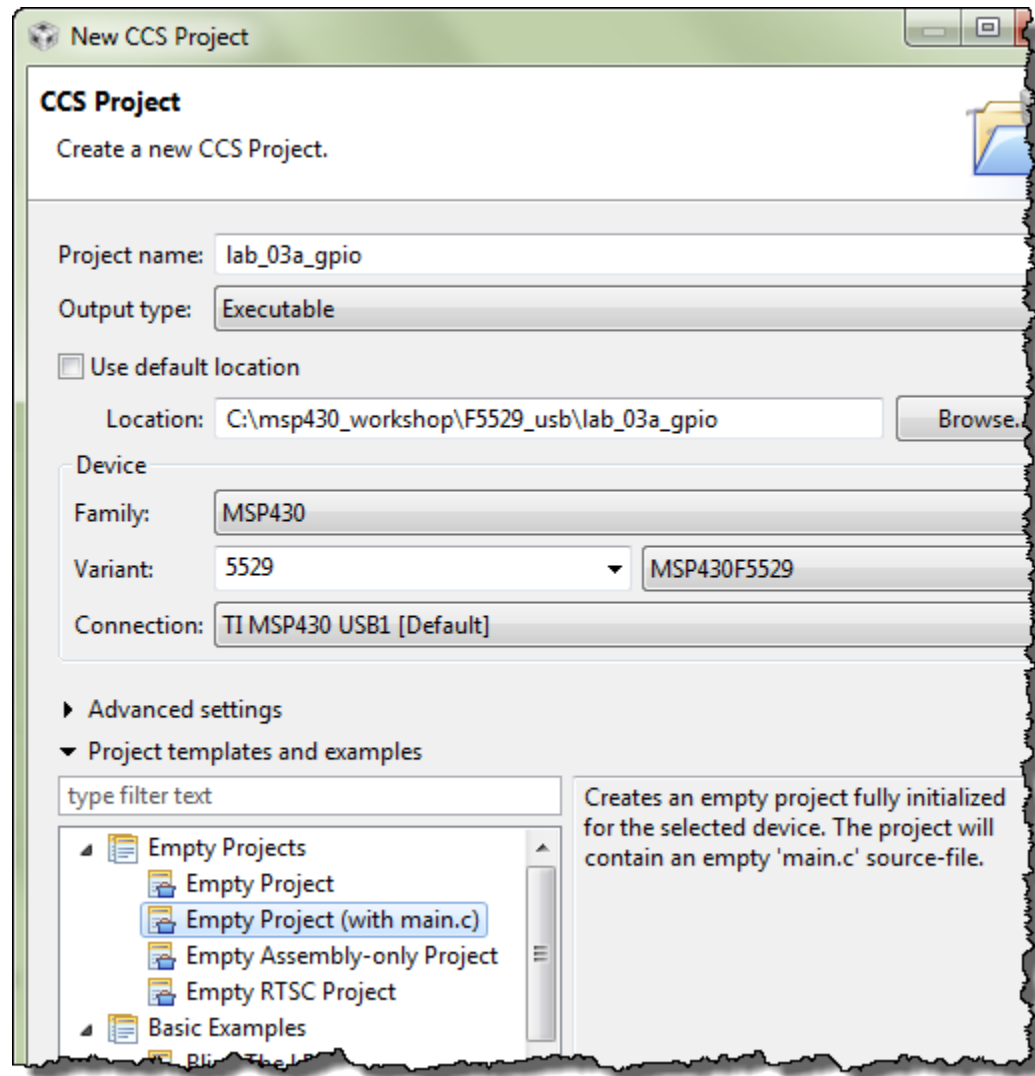 New CCS Project
CCS Project
Create a new CCS Project.
Project name: lab_03a_gpio
Output type: Executable
Use default location
Location: C:\msp430_workshop\F5529_usb\lab_03a_gpio Browse..
Device
Family: MSP430
Variant: 5529 MSP430F5529
Connection: TI MSP430 USB1 [Default]
Advanced settings
Project templates and examples
type filter text
Creates an empty project fully initialized
for the selected device. The project will
contain an empty 'main.c' source-file.
Empty Projects
Empty Project
Empty Project (with main.c)
Empty Assembly-only Project
Empty RTSC Project
Basic Examples